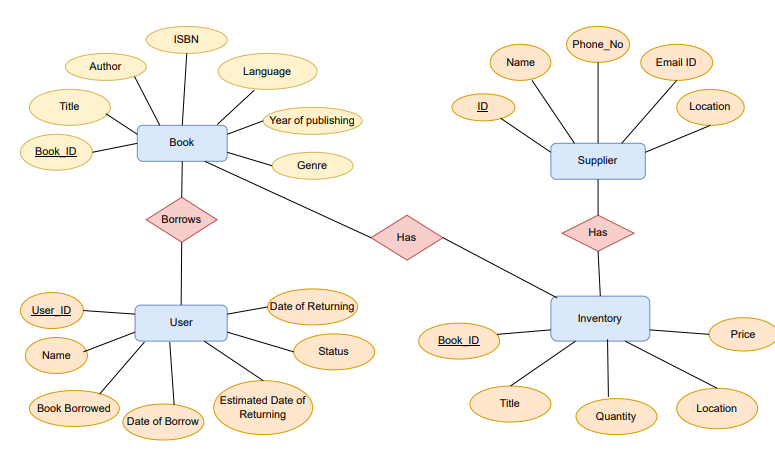 ISBN
Author
Language
Title
Year of publishing
Book
Book_ID
Genre
Phone_No
Name
Email ID
ID
Location
Supplier
Borrows
Has
Has
User_ID
Date of Returning
User
Name
Status
Book Borrowed
Date of Borrow
Estimated Date of
Returning
Inventory
Book_ID
Price
Title
Quantity
Location